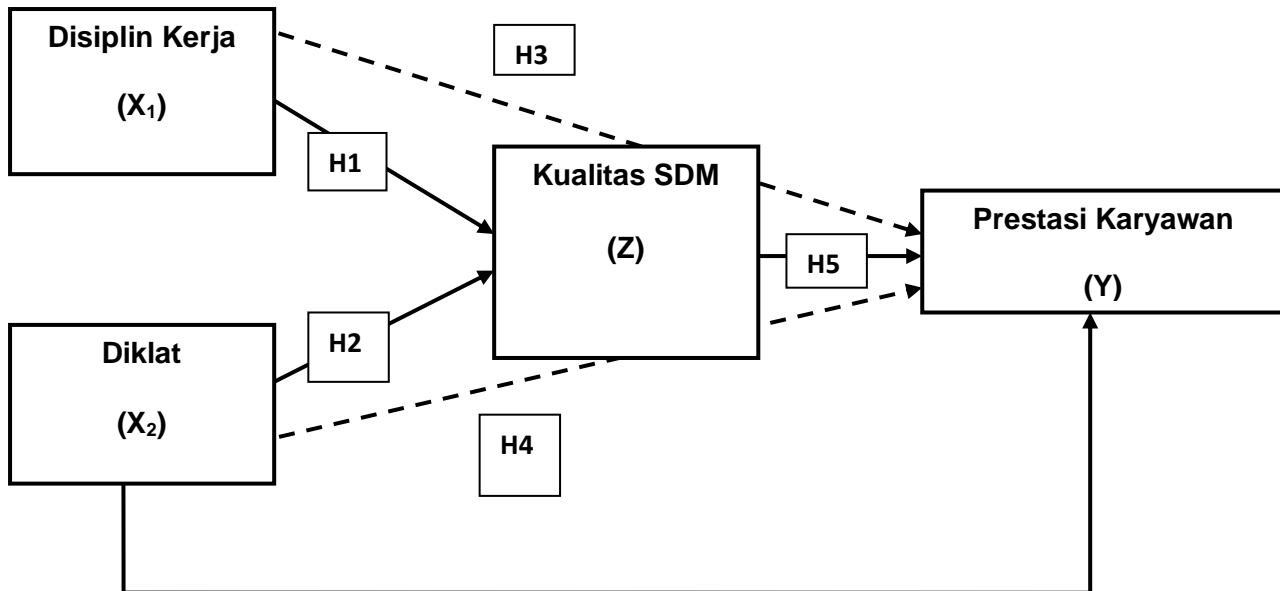 Disiplin Kerja
(X₁)
H3
H1
Kualitas SDM
(Z)
Prestasi Karyawan
(Y)
H5
Diklat
(X₂)
H2
H4